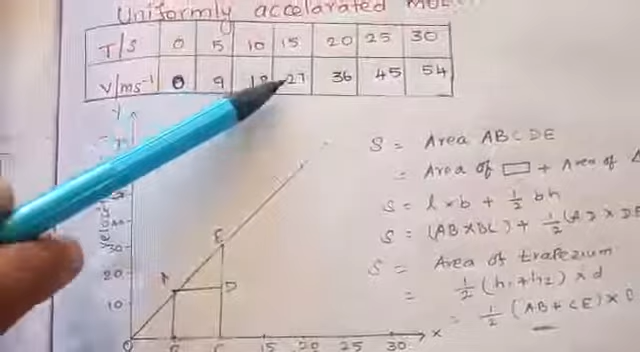 Uniformly accelarated
T/s 0 5 10 15 20 25 30
V/ms⁻¹ 0 9 18 27 36 45 54
S = Area ABCDE
= Area of □ + Area of
S = l×b + ½ bh
S = (AB×BC) + ½ (AD ×
S = Area of trapezium
= ½ (h₁+h₂) × d
= ½ (AB + CE) ×
Y
30
20
10
E
A
D
0 B C 15 20 25 30 X